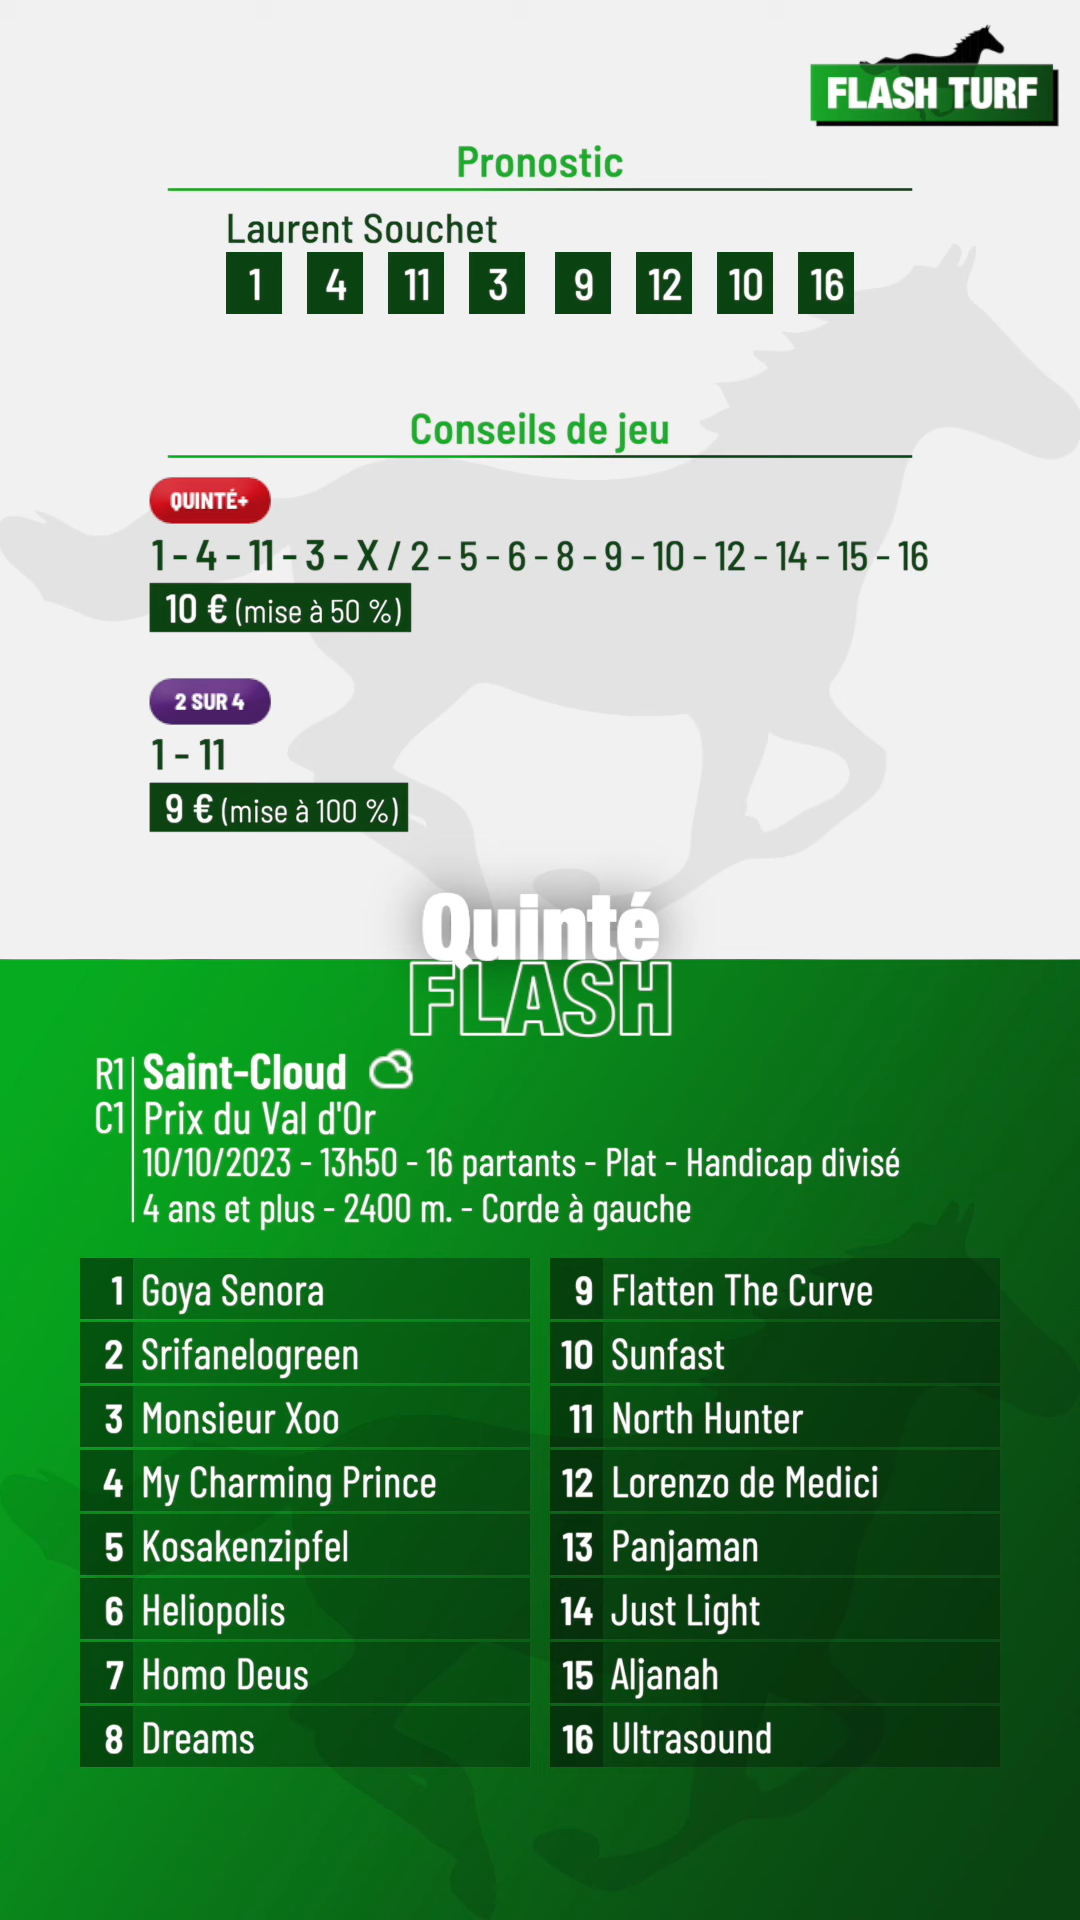 FLASH TURF
Pronostic
Laurent Souchet
1 4 11 3 9 12 10 16
Conseils de jeu
QUINTÉ+
1 - 4 - 11 - 3 - X / 2 - 5 - 6 - 8 - 9 - 10 - 12 - 14 - 15 - 16
10 € (mise à 50 %)
2 SUR 4
1 - 11
9 € (mise à 100 %)
Quinté
FLASH
R1 Saint-Cloud
C1 Prix du Val d'Or
10/10/2023 - 13h50 - 16 partants - Plat - Handicap divisé
4 ans et plus - 2400 m. - Corde à gauche
1 Goya Senora
2 Srifanelogreen
3 Monsieur Xoo
4 My Charming Prince
5 Kosakenzipfel
6 Heliopolis
7 Homo Deus
8 Dreams
9 Flatten The Curve
10 Sunfast
11 North Hunter
12 Lorenzo de Medici
13 Panjaman
14 Just Light
15 Aljanah
16 Ultrasound